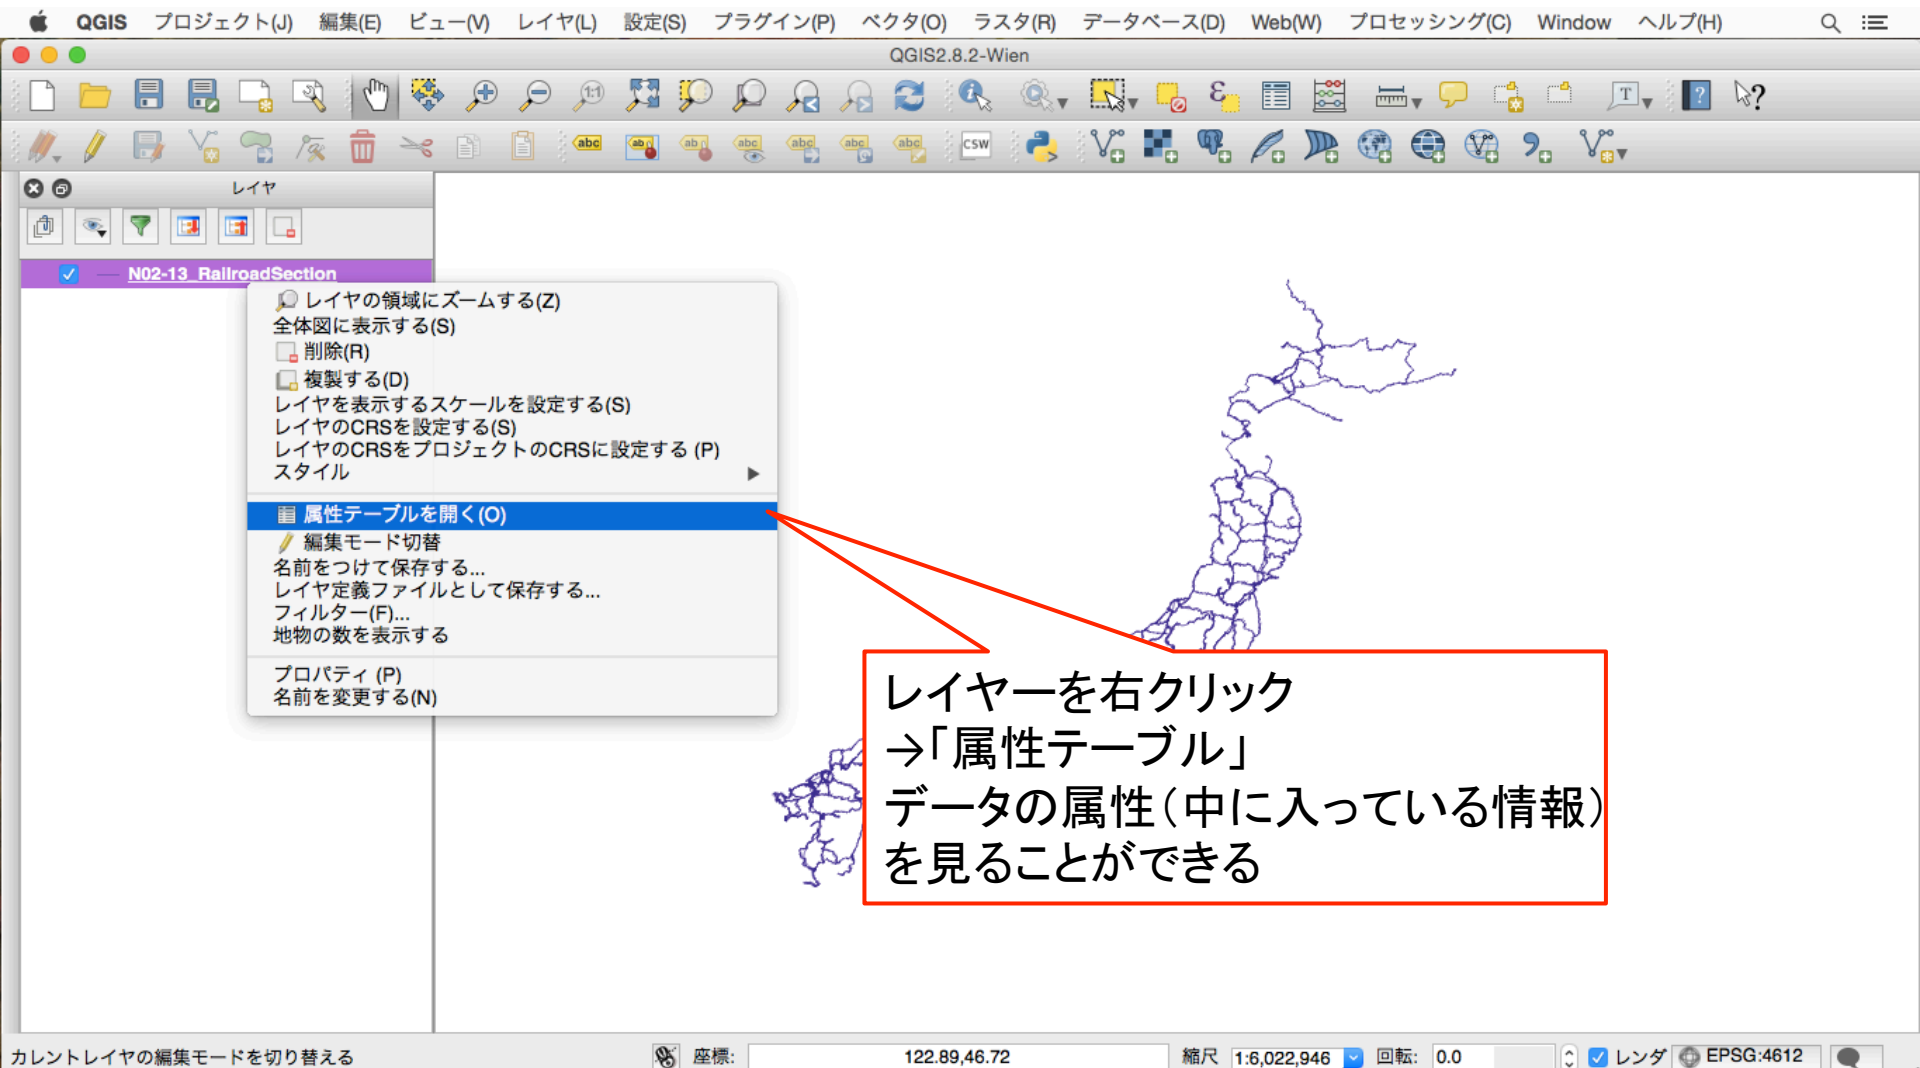 QGIS プロジェクト(J) 編集(E) ビュー(V) レイヤ(L) 設定(S) プラグイン(P) ベクタ(O) ラスタ(R) データベース(D) Web(W) プロセッシング(C) Window ヘルプ(H)
QGIS2.8.2-Wien
1:1
T
?
?
abc
ab
ab
abc
abc
abc
abc
CSW
レイヤ
N02-13_RailroadSection
レイヤの領域にズームする(Z)
全体図に表示する(S)
削除(R)
複製する(D)
レイヤを表示するスケールを設定する(S)
レイヤのCRSを設定する(S)
レイヤのCRSをプロジェクトのCRSに設定する (P)
スタイル
属性テーブルを開く(O)
編集モード切替
名前をつけて保存する...
レイヤ定義ファイルとして保存する...
フィルター(F)...
地物の数を表示する
プロパティ (P)
名前を変更する(N)
レイヤーを右クリック
→「属性テーブル」
データの属性（中に入っている情報）
を見ることができる
カレントレイヤの編集モードを切り替える
座標: 122.89,46.72 縮尺 1:6,022,946 回転: 0.0 レンダ EPSG:4612